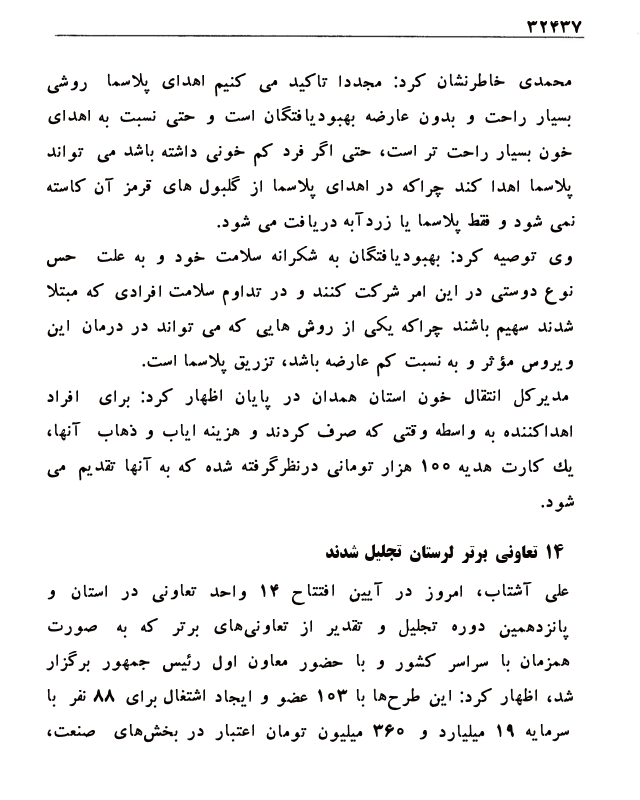 ۳۲۴۳۷
محمدی خاطرنشان کرد: مجددا تاکید می کنیم اهدای پلاسما روشی
بسیار راحت و بدون عارضه بهبودیافتگان است و حتی نسبت به اهدای
خون بسیار راحت تر است، حتی اگر فرد کم خونی داشته باشد می تواند
پلاسما اهدا کند چراکه در اهدای پلاسما از گلبول های قرمز آن کاسته
نمی شود و فقط پلاسما یا زردآبه دریافت می شود.
وی توصیه کرد: بهبودیافتگان به شکرانه سلامت خود و به علت حس
نوع دوستی در این امر شرکت کنند و در تداوم سلامت افرادی که مبتلا
شدند سهیم باشند چراکه یکی از روش هایی که می تواند در درمان این
ویروس مؤثر و به نسبت کم عارضه باشد، تزریق پلاسما است.
مدیرکل انتقال خون استان همدان در پایان اظهار کرد: برای افراد
اهداکننده به واسطه وقتی که صرف کردند و هزینه ایاب و ذهاب آنها،
یك کارت هدیه ۱۰۰ هزار تومانی درنظرگرفته شده که به آنها تقدیم می
شود.
۱۴ تعاونی برتر لرستان تجلیل شدند
علی آشتاب، امروز در آیین افتتاح ۱۴ واحد تعاونی در استان و
پانزدهمین دوره تجلیل و تقدیر از تعاونی‌های برتر که به صورت
همزمان با سراسر کشور و با حضور معاون اول رئیس جمهور برگزار
شد، اظهار کرد: این طرح‌ها با ۱۰۳ عضو و ایجاد اشتغال برای ۸۸ نفر با
سرمایه ۱۹ میلیارد و ۳۶۰ میلیون تومان اعتبار در بخش‌های صنعت،